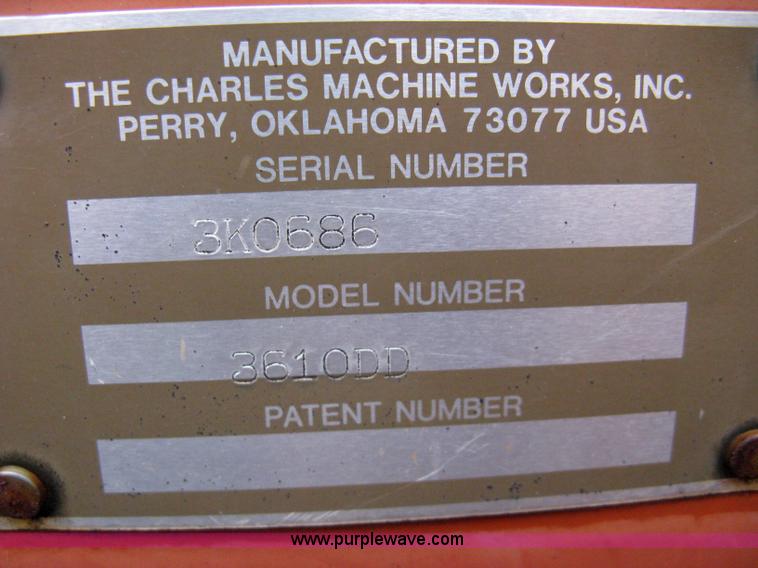 MANUFACTURED BY
THE CHARLES MACHINE WORKS, INC.
PERRY, OKLAHOMA 73077 USA
SERIAL NUMBER
3K0686
MODEL NUMBER
3610DD
PATENT NUMBER
www.purplewave.com